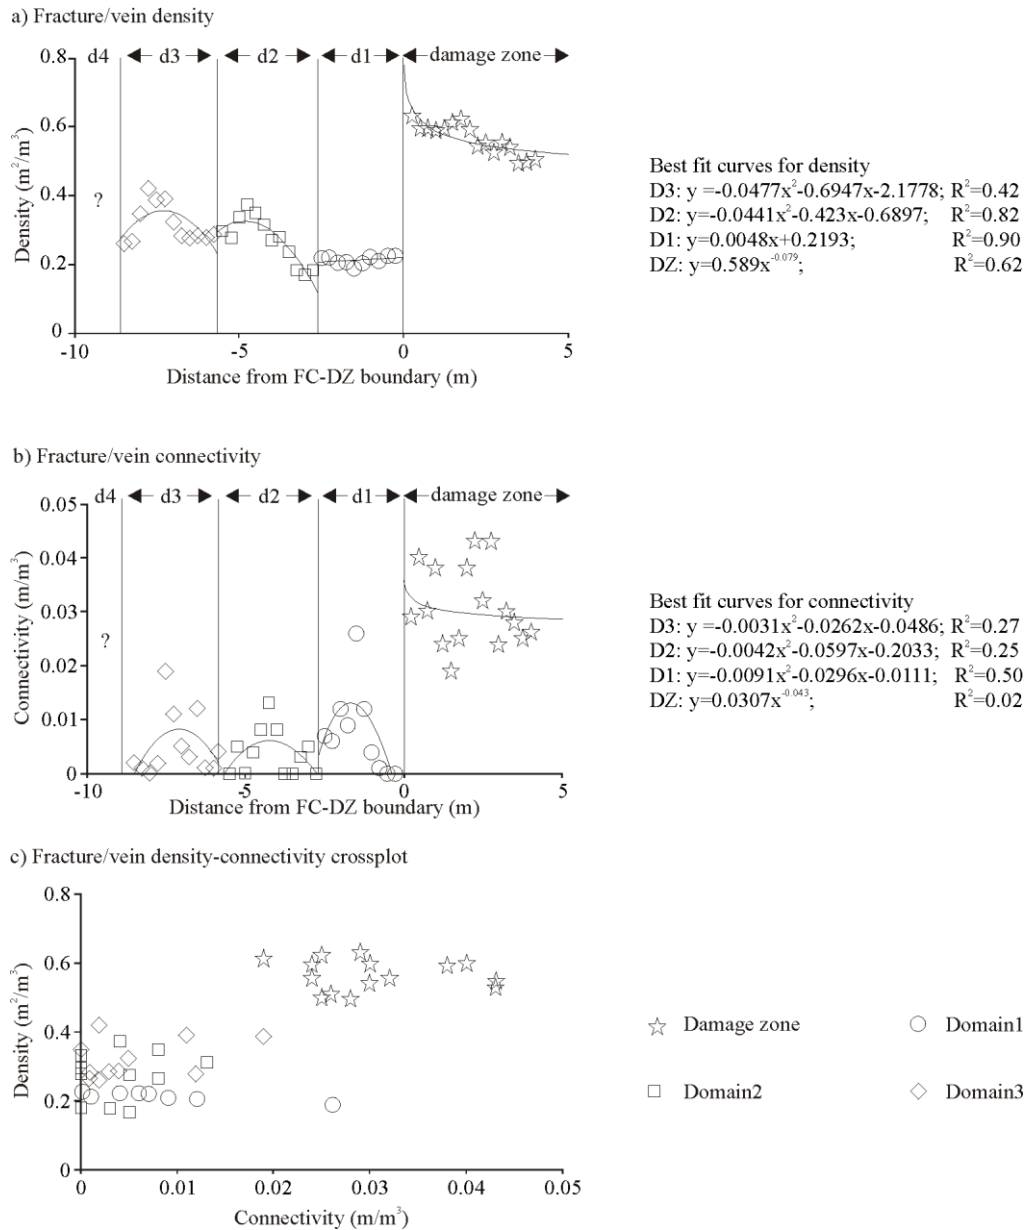 a) Fracture/vein density
d4 d3 d2 d1 damage zone
0.8
0.6
0.4
0.2
0
?
Density (m²/m³)
-10 -5 0 5
Distance from FC-DZ boundary (m)
Best fit curves for density
D3: y =-0.0477x²-0.6947x-2.1778; R²=0.42
D2: y=-0.0441x²-0.423x-0.6897; R²=0.82
D1: y=0.0048x+0.2193; R²=0.90
DZ: y=0.589x⁻⁰·⁰⁷⁹; R²=0.62
b) Fracture/vein connectivity
d4 d3 d2 d1 damage zone
0.05
0.04
0.03
0.02
0.01
0
?
Connectivity (m/m³)
-10 -5 0 5
Distance from FC-DZ boundary (m)
Best fit curves for connectivity
D3: y =-0.0031x²-0.0262x-0.0486; R²=0.27
D2: y=-0.0042x²-0.0597x-0.2033; R²=0.25
D1: y=-0.0091x²-0.0296x-0.0111; R²=0.50
DZ: y=0.0307x⁻⁰·⁰⁴³; R²=0.02
c) Fracture/vein density-connectivity crossplot
0.8
0.6
0.4
0.2
0
Density (m²/m³)
0 0.01 0.02 0.03 0.04 0.05
Connectivity (m/m³)
Damage zone Domain1
Domain2 Domain3